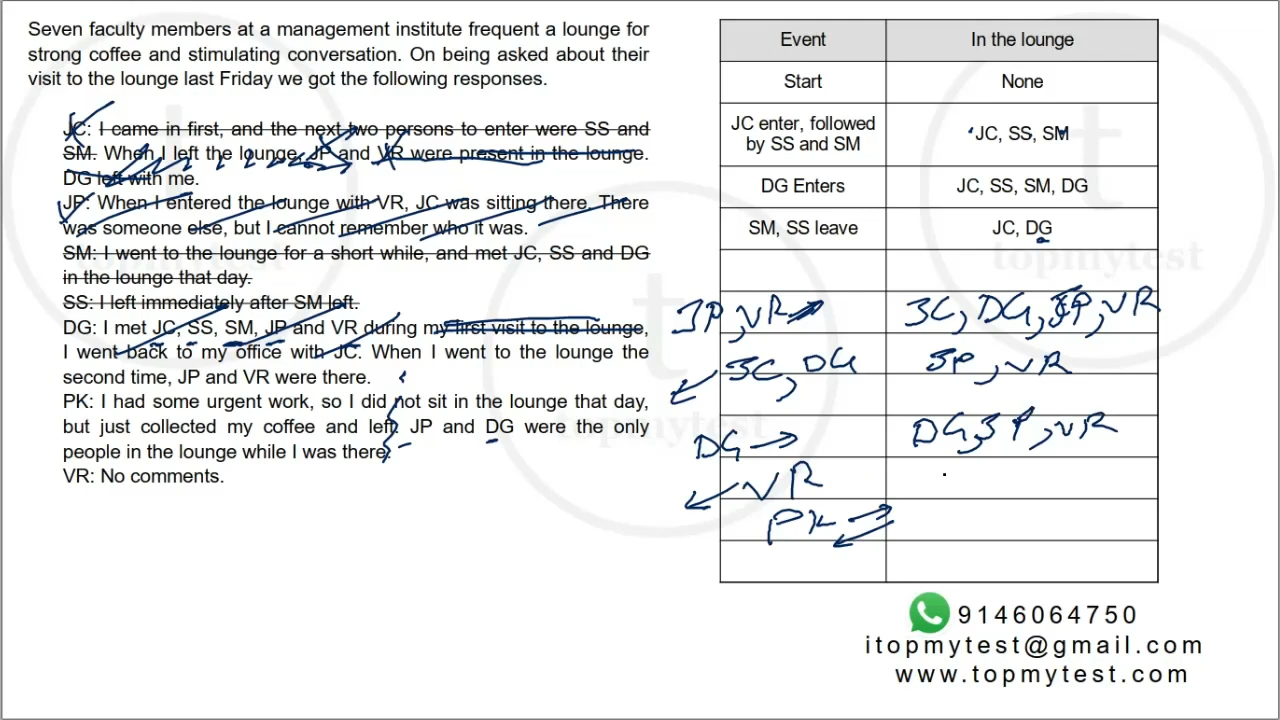 Seven faculty members at a management institute frequent a lounge for
strong coffee and stimulating conversation. On being asked about their
visit to the lounge last Friday we got the following responses.
JC: I came in first, and the next two persons to enter were SS and
SM. When I left the lounge, JP and VR were present in the lounge.
DG left with me.
JP: When I entered the lounge with VR, JC was sitting there. There
was someone else, but I cannot remember who it was.
SM: I went to the lounge for a short while, and met JC, SS and DG
in the lounge that day.
SS: I left immediately after SM left.
DG: I met JC, SS, SM, JP and VR during my first visit to the lounge,
I went back to my office with JC. When I went to the lounge the
second time, JP and VR were there.
PK: I had some urgent work, so I did not sit in the lounge that day,
but just collected my coffee and left. JP and DG were the only
people in the lounge while I was there.
VR: No comments.
Event In the lounge
Start None
JC enter, followed
by SS and SM
JC, SS, SM
DG Enters JC, SS, SM, DG
SM, SS leave JC, DG
JP, VR JC, DG, JP, VR
JC, DG JP, VR
DG DG, JP, VR
VR
PK
9146064750
itopmytest@gmail.com
www.topmytest.com
t
topmytest
t
topmytest
t
topmytest